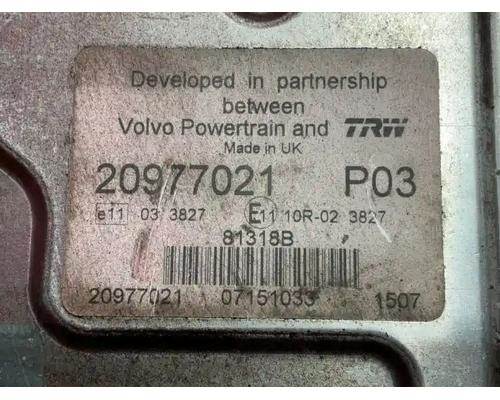 Developed in partnership
between
Volvo Powertrain and TRW
Made in UK
20977021 P03
e11 03 3827 E11 10R-02 3827
81318B
20977021 07151033 1507